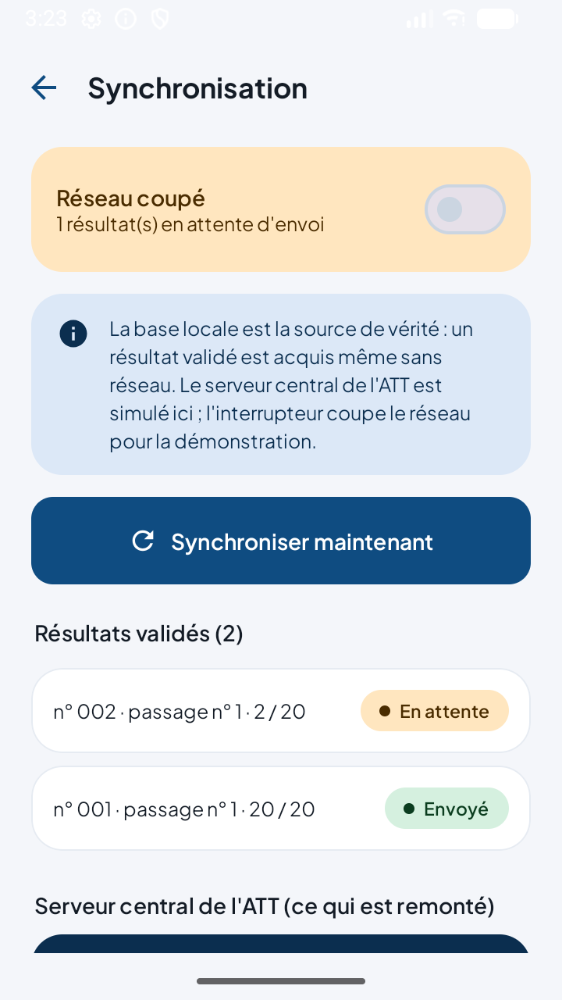 3:23
Synchronisation
Réseau coupé
1 résultat(s) en attente d'envoi
La base locale est la source de vérité : un
résultat validé est acquis même sans
réseau. Le serveur central de l'ATT est
simulé ici ; l'interrupteur coupe le réseau
pour la démonstration.
Synchroniser maintenant
Résultats validés (2)
n° 002 · passage n° 1 · 2 / 20
En attente
n° 001 · passage n° 1 · 20 / 20
Envoyé
Serveur central de l'ATT (ce qui est remonté)